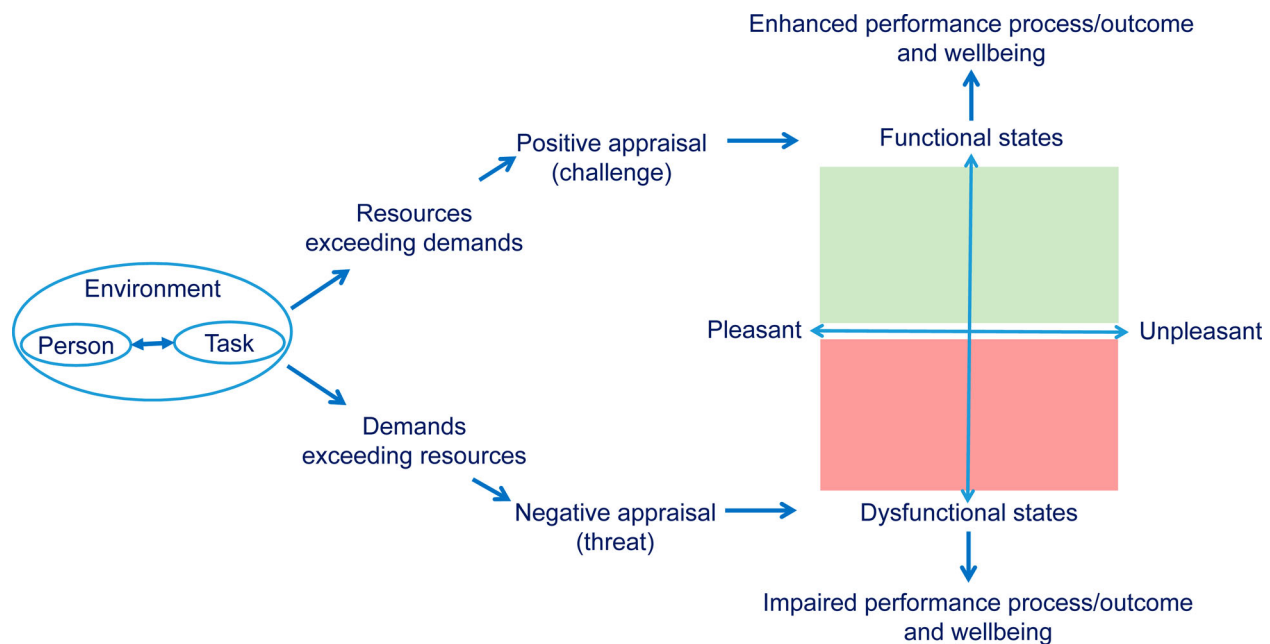 Enhanced performance process/outcome
and wellbeing
Positive appraisal
(challenge)
Functional states
Resources
exceeding demands
Environment
Person
Task
Pleasant
Unpleasant
Demands
exceeding resources
Negative appraisal
(threat)
Dysfunctional states
Impaired performance process/outcome
and wellbeing